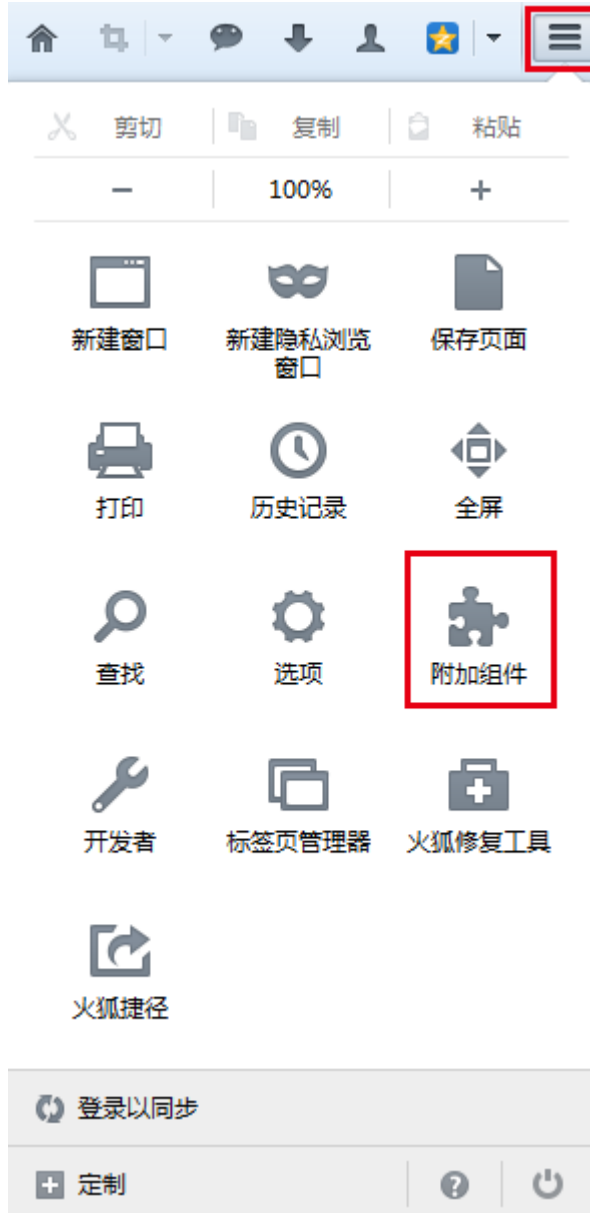 剪切 复制 粘贴
− 100% +
新建窗口 新建隐私浏览 保存页面
窗口
打印 历史记录 全屏
查找 选项 附加组件
开发者 标签页管理器 火狐修复工具
火狐捷径
登录以同步
定制